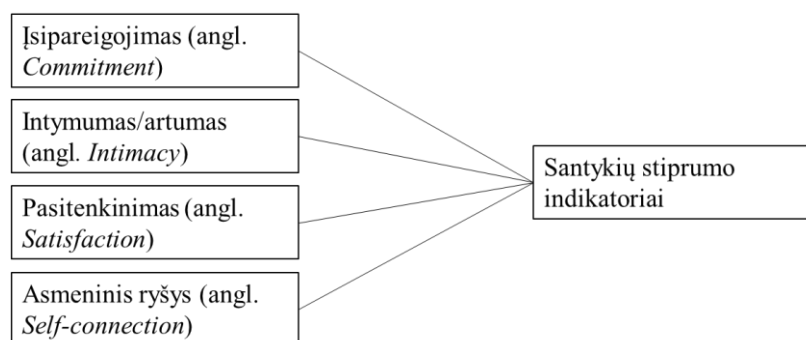 Įsipareigojimas (angl.
Commitment)
Intymumas/artumas
(angl. Intimacy)
Pasitenkinimas (angl.
Satisfaction)
Asmeninis ryšys (angl.
Self-connection)
Santykių stiprumo
indikatoriai